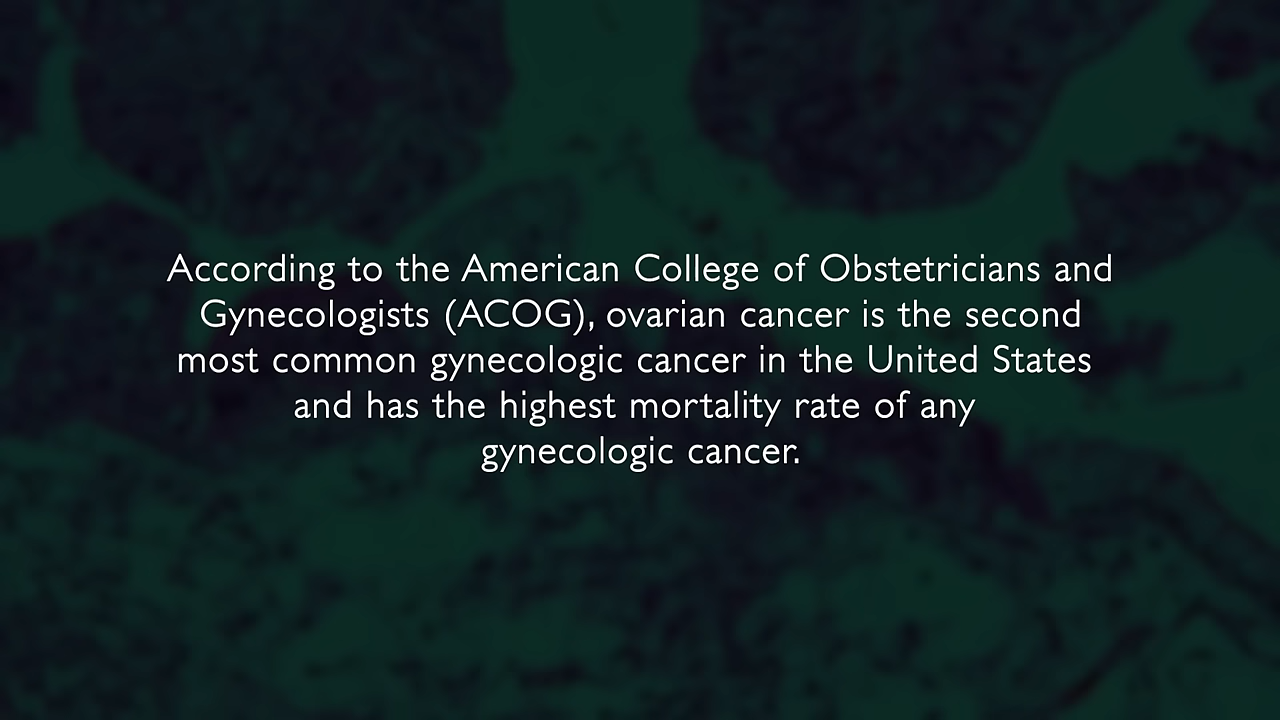 According to the American College of Obstetricians and
Gynecologists (ACOG), ovarian cancer is the second
most common gynecologic cancer in the United States
and has the highest mortality rate of any
gynecologic cancer.